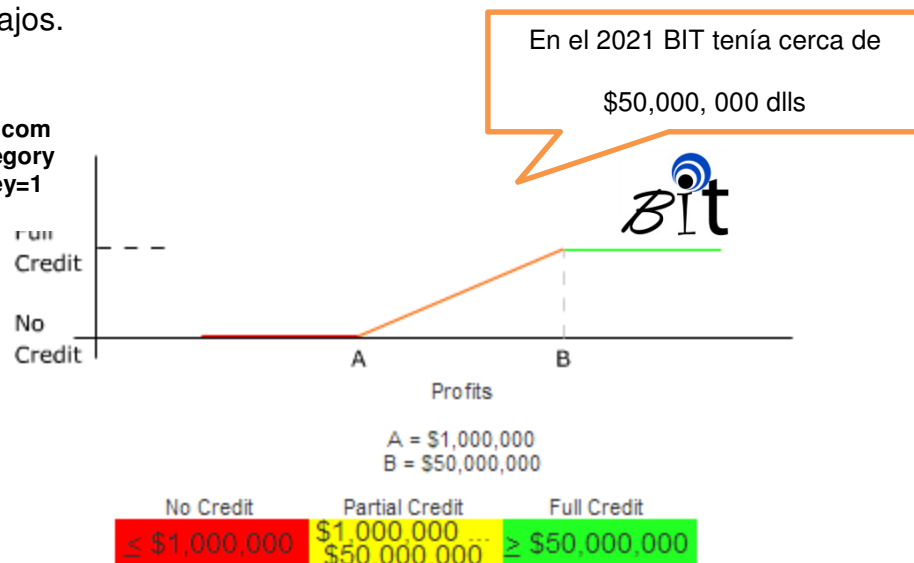 ajos.
En el 2021 BIT tenía cerca de
$50,000, 000 dlls
com
egory
ey=1
BIt
Full
Credit
No
Credit
A
B
Profits
A = $1,000,000
B = $50,000,000
No Credit
Partial Credit
Full Credit
≤ $1,000,000
$1,000,000 ...
$50,000,000
≥ $50,000,000